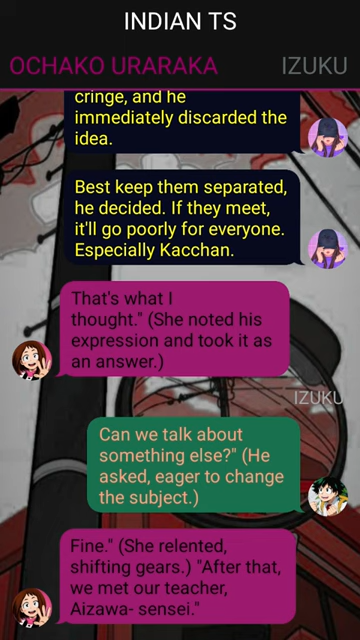 INDIAN TS
OCHAKO URARAKA
IZUKU
cringe, and he
immediately discarded the
idea.
Best keep them separated,
he decided. If they meet,
it'll go poorly for everyone.
Especially Kacchan.
That's what I
thought." (She noted his
expression and took it as
an answer.)
IZUKU
Can we talk about
something else?" (He
asked, eager to change
the subject.)
Fine." (She relented,
shifting gears.) "After that,
we met our teacher,
Aizawa- sensei."